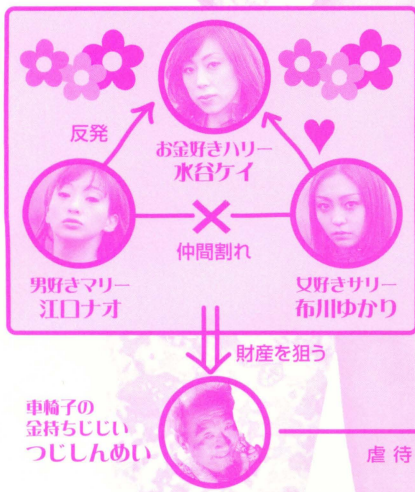 反発
お金好きハリー
水谷ケイ
仲間割れ
男好きマリー
江口ナオ
女好きサリー
布川ゆかり
財産を狙う
車椅子の
金持ちじじい
つじしんめい
虐待